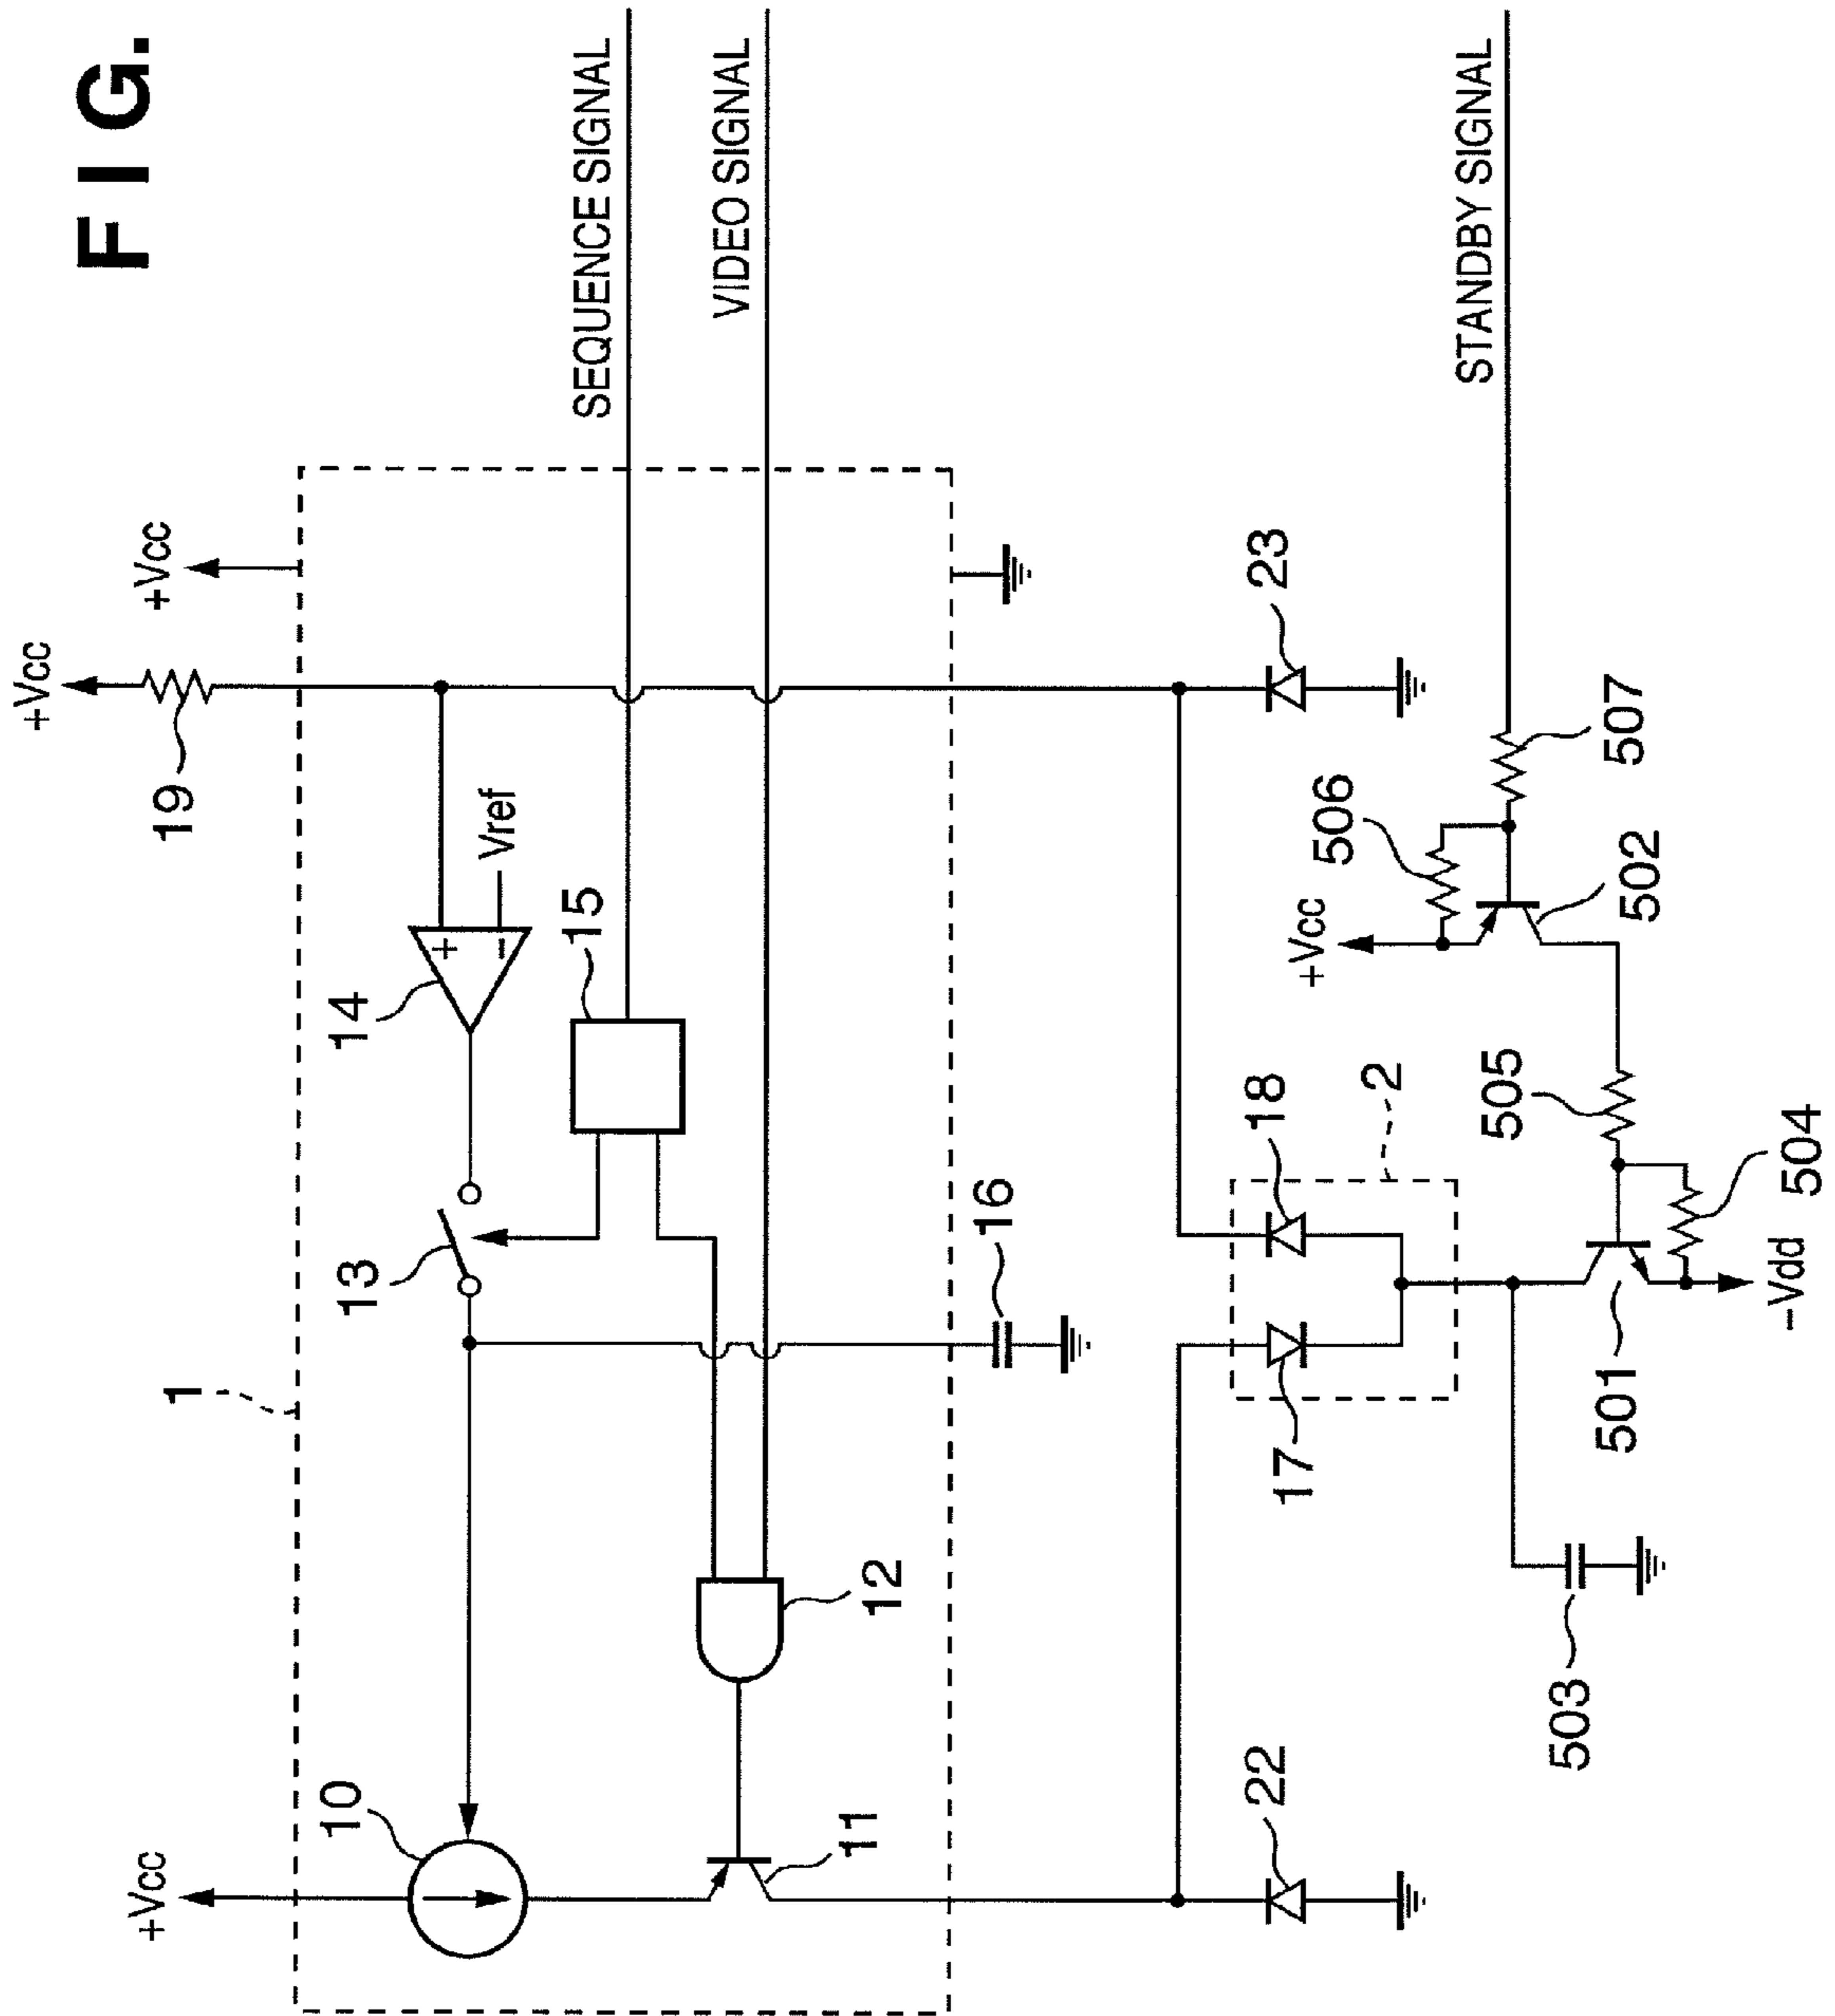 FIG.
SEQUENCE SIGNAL
VIDEO SIGNAL
STANDBY SIGNAL
+Vcc
+Vcc
19
23
507
506
Vref
+
-
14
15
502
+Vcc
505
18
2
504
13
16
1
17
501
-Vdd
12
503
10
11
22
+Vcc